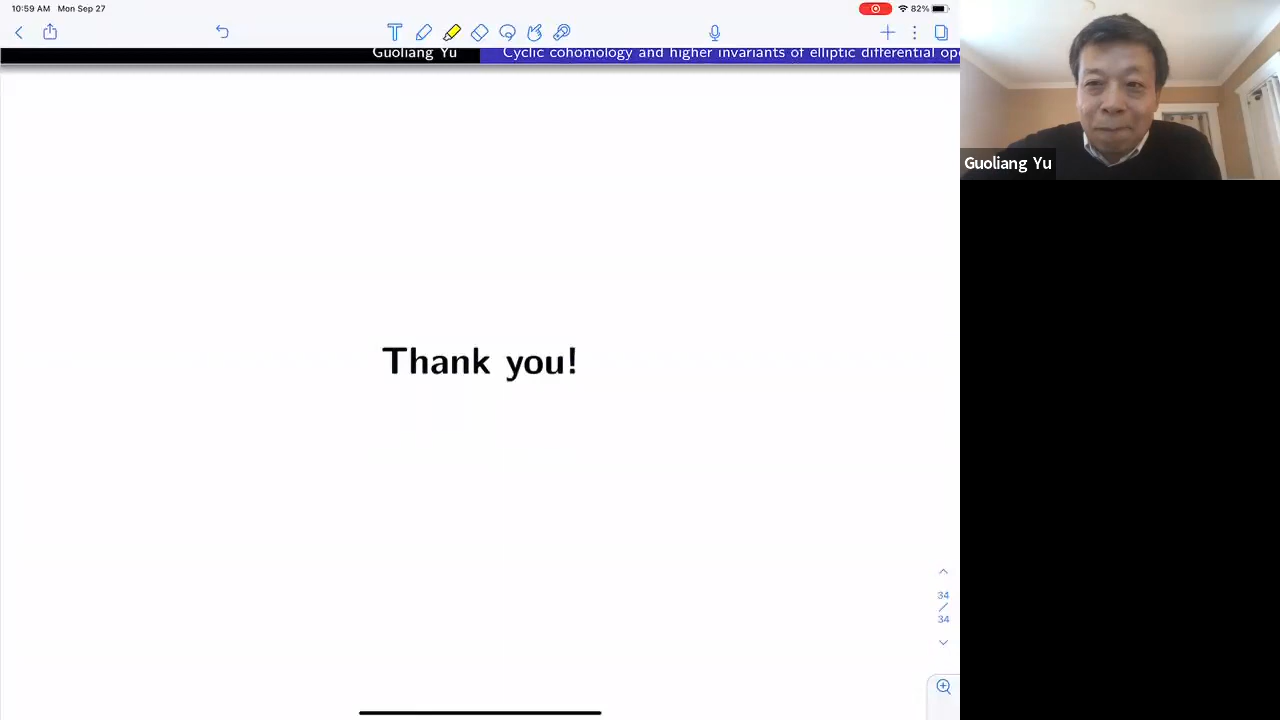 10:59 AM Mon Sep 27
82%
T
Guoliang Yu
Cyclic cohomology and higher invariants of elliptic differential ope
Guoliang Yu
Thank you!
34
34